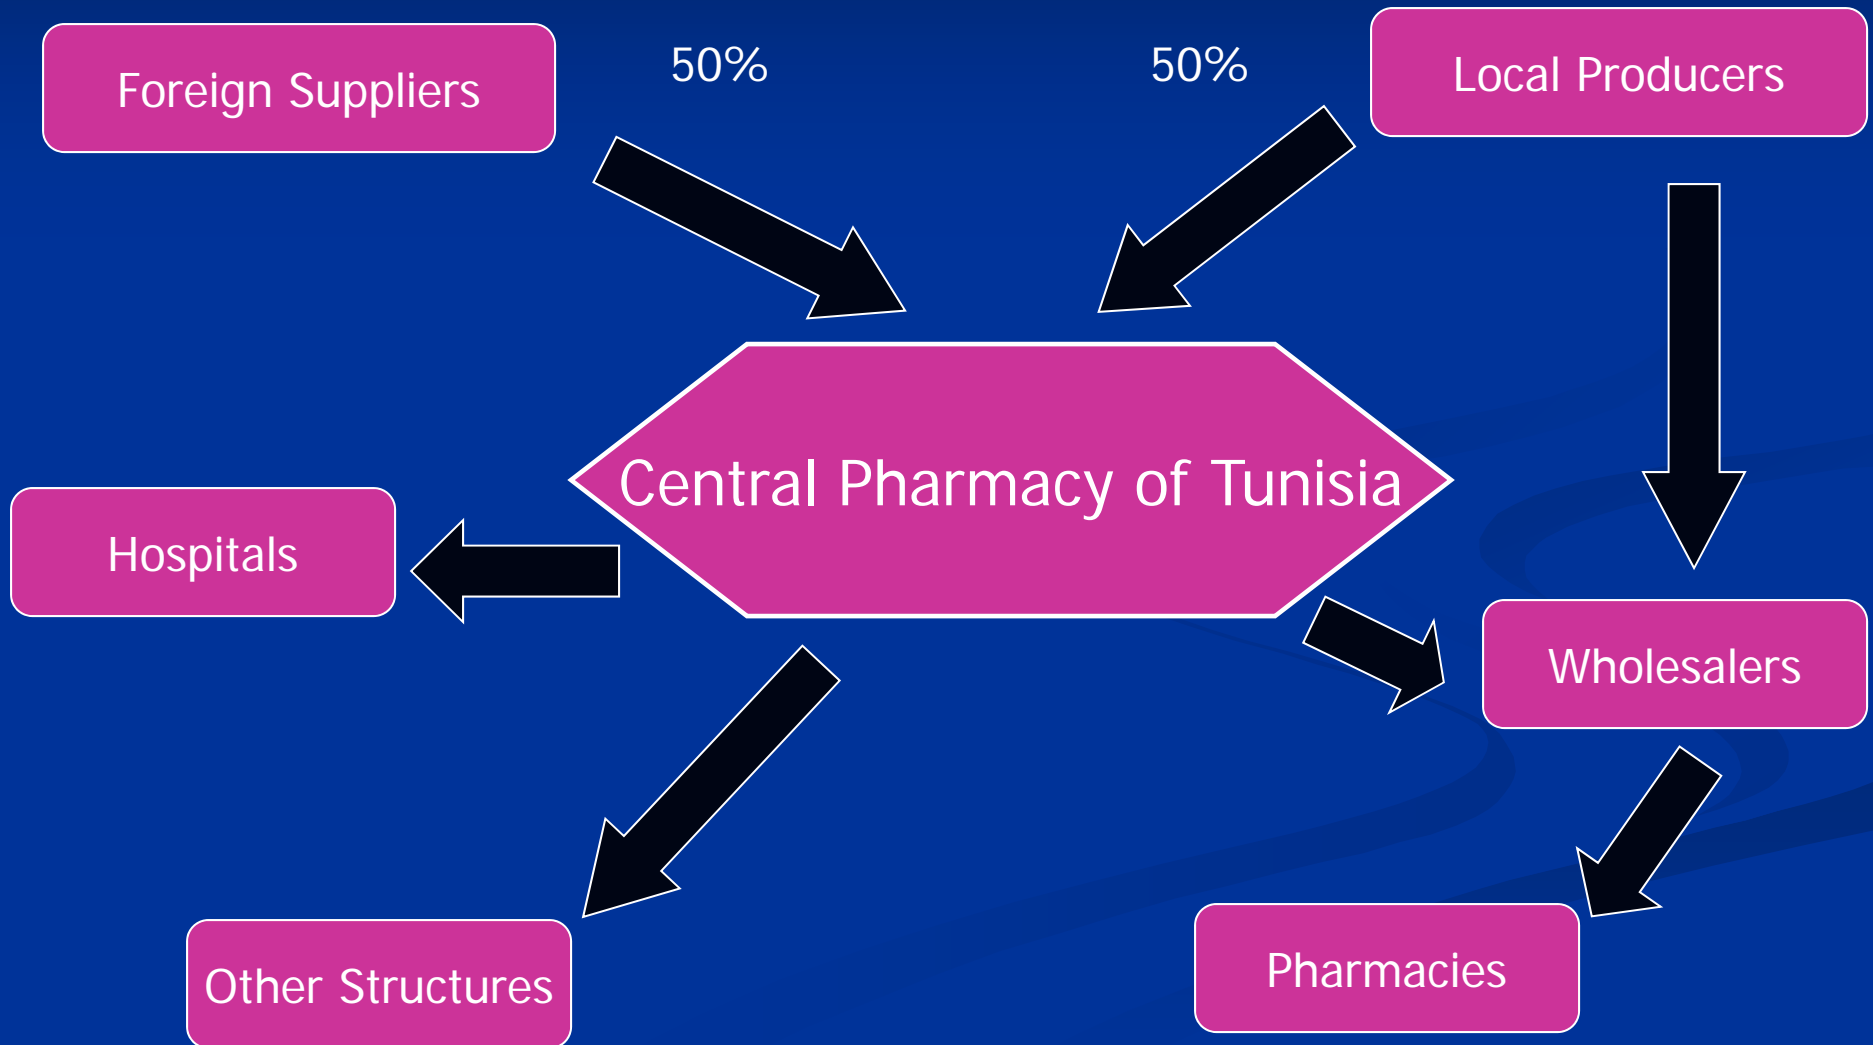 Foreign Suppliers
50%
50%
Local Producers
Central Pharmacy of Tunisia
Hospitals
Wholesalers
Other Structures
Pharmacies